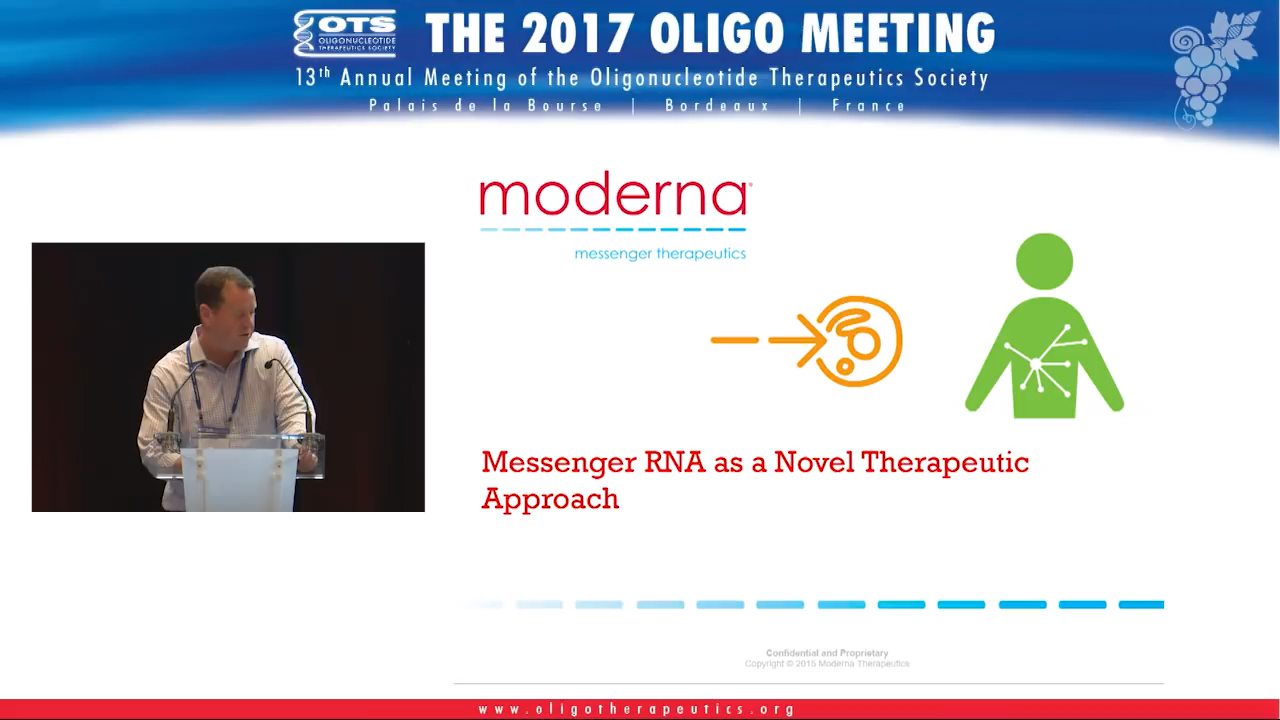 OTS
OLIGONUCLEOTIDE
THERAPEUTICS SOCIETY
THE 2017 OLIGO MEETING
13th Annual Meeting of the Oligonucleotide Therapeutics Society
Palais de la Bourse | Bordeaux | France
moderna
messenger therapeutics
Messenger RNA as a Novel Therapeutic
Approach
Confidential and Proprietary
Copyright © 2015 Moderna Therapeutics
www.oligotherapeutics.org